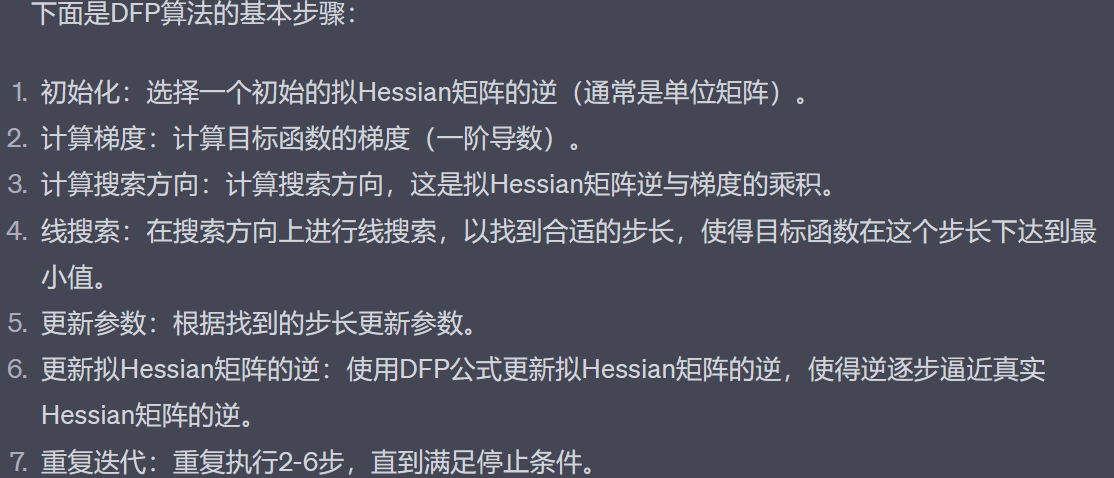 下面是DFP算法的基本步骤：
1. 初始化：选择一个初始的拟Hessian矩阵的逆（通常是单位矩阵）。
2. 计算梯度：计算目标函数的梯度（一阶导数）。
3. 计算搜索方向：计算搜索方向，这是拟Hessian矩阵逆与梯度的乘积。
4. 线搜索：在搜索方向上进行线搜索，以找到合适的步长，使得目标函数在这个步长下达到最
小值。
5. 更新参数：根据找到的步长更新参数。
6. 更新拟Hessian矩阵的逆：使用DFP公式更新拟Hessian矩阵的逆，使得逆逐步逼近真实
Hessian矩阵的逆。
7. 重复迭代：重复执行2-6步，直到满足停止条件。